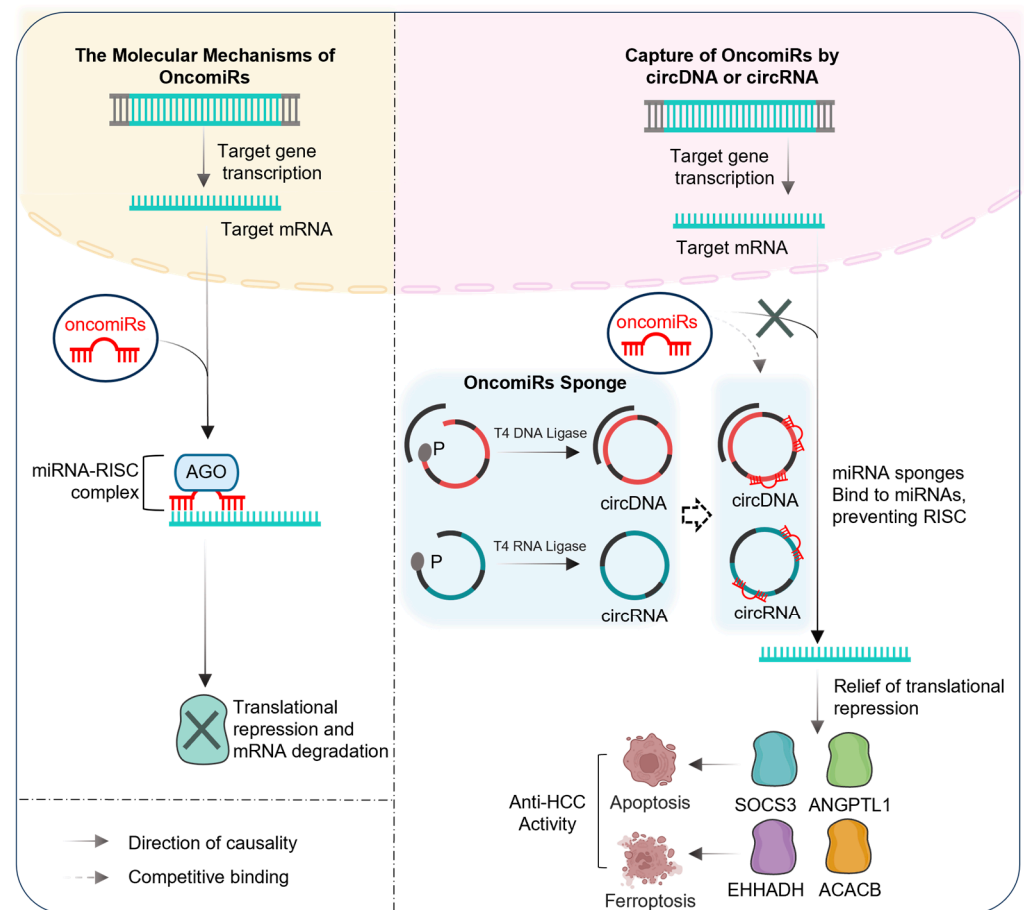 The Molecular Mechanisms of
OncomiRs
Target gene
transcription
Target mRNA
oncomiRs
AGO
miRNA-RISC
complex
Translational
repression and
mRNA degradation
Direction of causality
Competitive binding
Capture of OncomiRs by
circDNA or circRNA
Target gene
transcription
Target mRNA
oncomiRs
OncomiRs Sponge
P
T4 DNA Ligase
circDNA
circDNA
P
T4 RNA Ligase
circRNA
circRNA
miRNA sponges
Bind to miRNAs,
preventing RISC
Relief of translational
repression
Anti-HCC
Activity
Apoptosis
SOCS3
ANGPTL1
Ferroptosis
EHHADH
ACACB